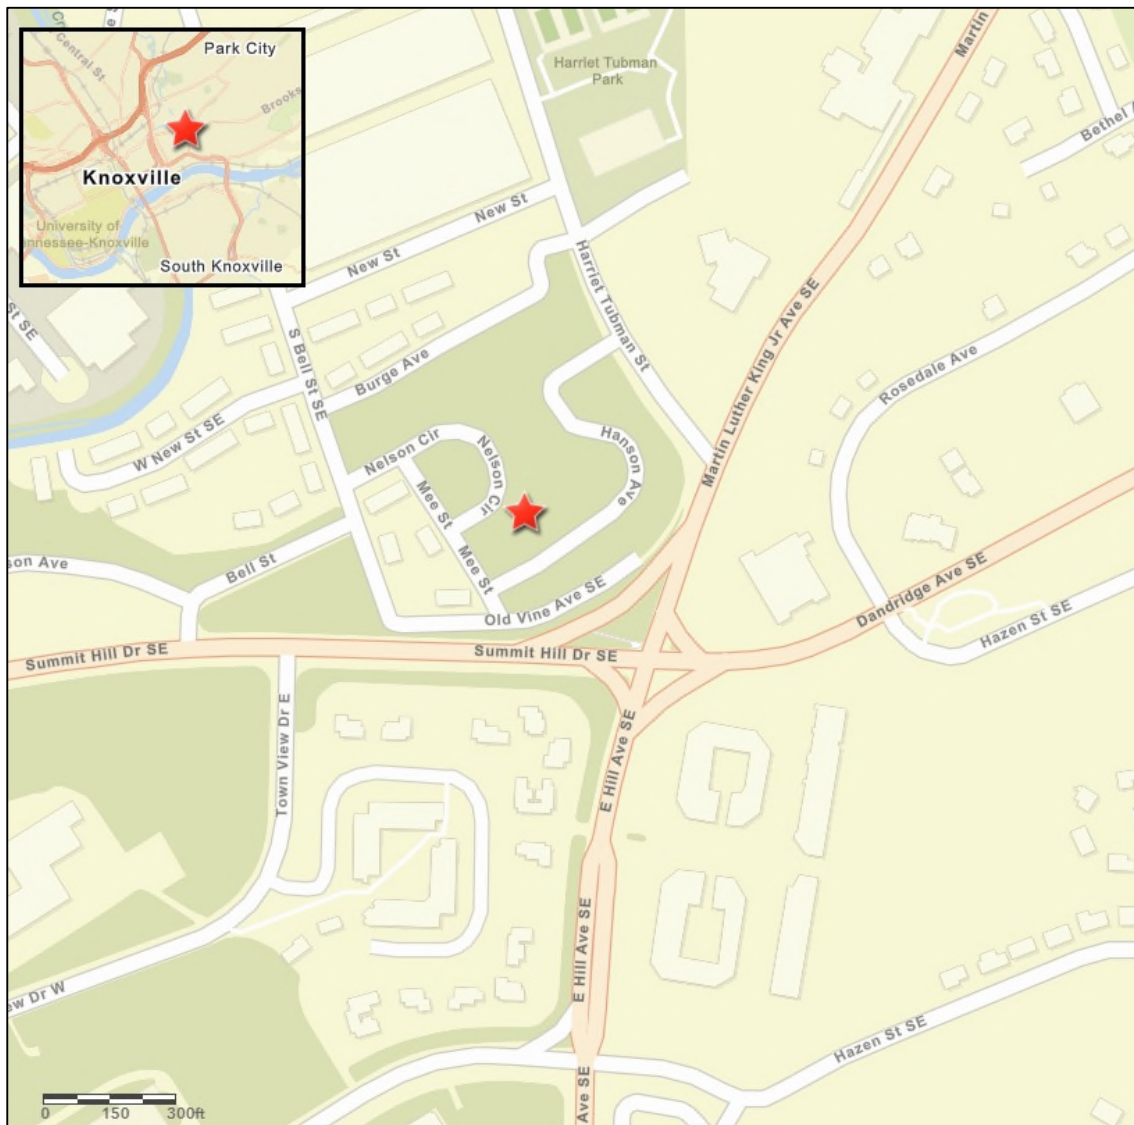 Park City
Central St
Brooks
Knoxville
University of
nnessee-Knoxville
South Knoxville
Harriet Tubman
Park
Martin
Bethel A
New St
New St
Harriet Tubman St
St SE
S Bell St SE
Burge Ave
Martin Luther King Jr Ave SE
Rosedale Ave
W New St SE
Nelson Cir
Nelson Cir
Hanson Ave
Mee St
Mee St
son Ave
Bell St
Old Vine Ave SE
Dandridge Ave SE
Hazen St SE
Summit Hill Dr SE
Summit Hill Dr SE
Town View Dr E
E Hill Ave SE
E Hill Ave SE
ew Dr W
Hazen St SE
Ave SE
0 150 300ft